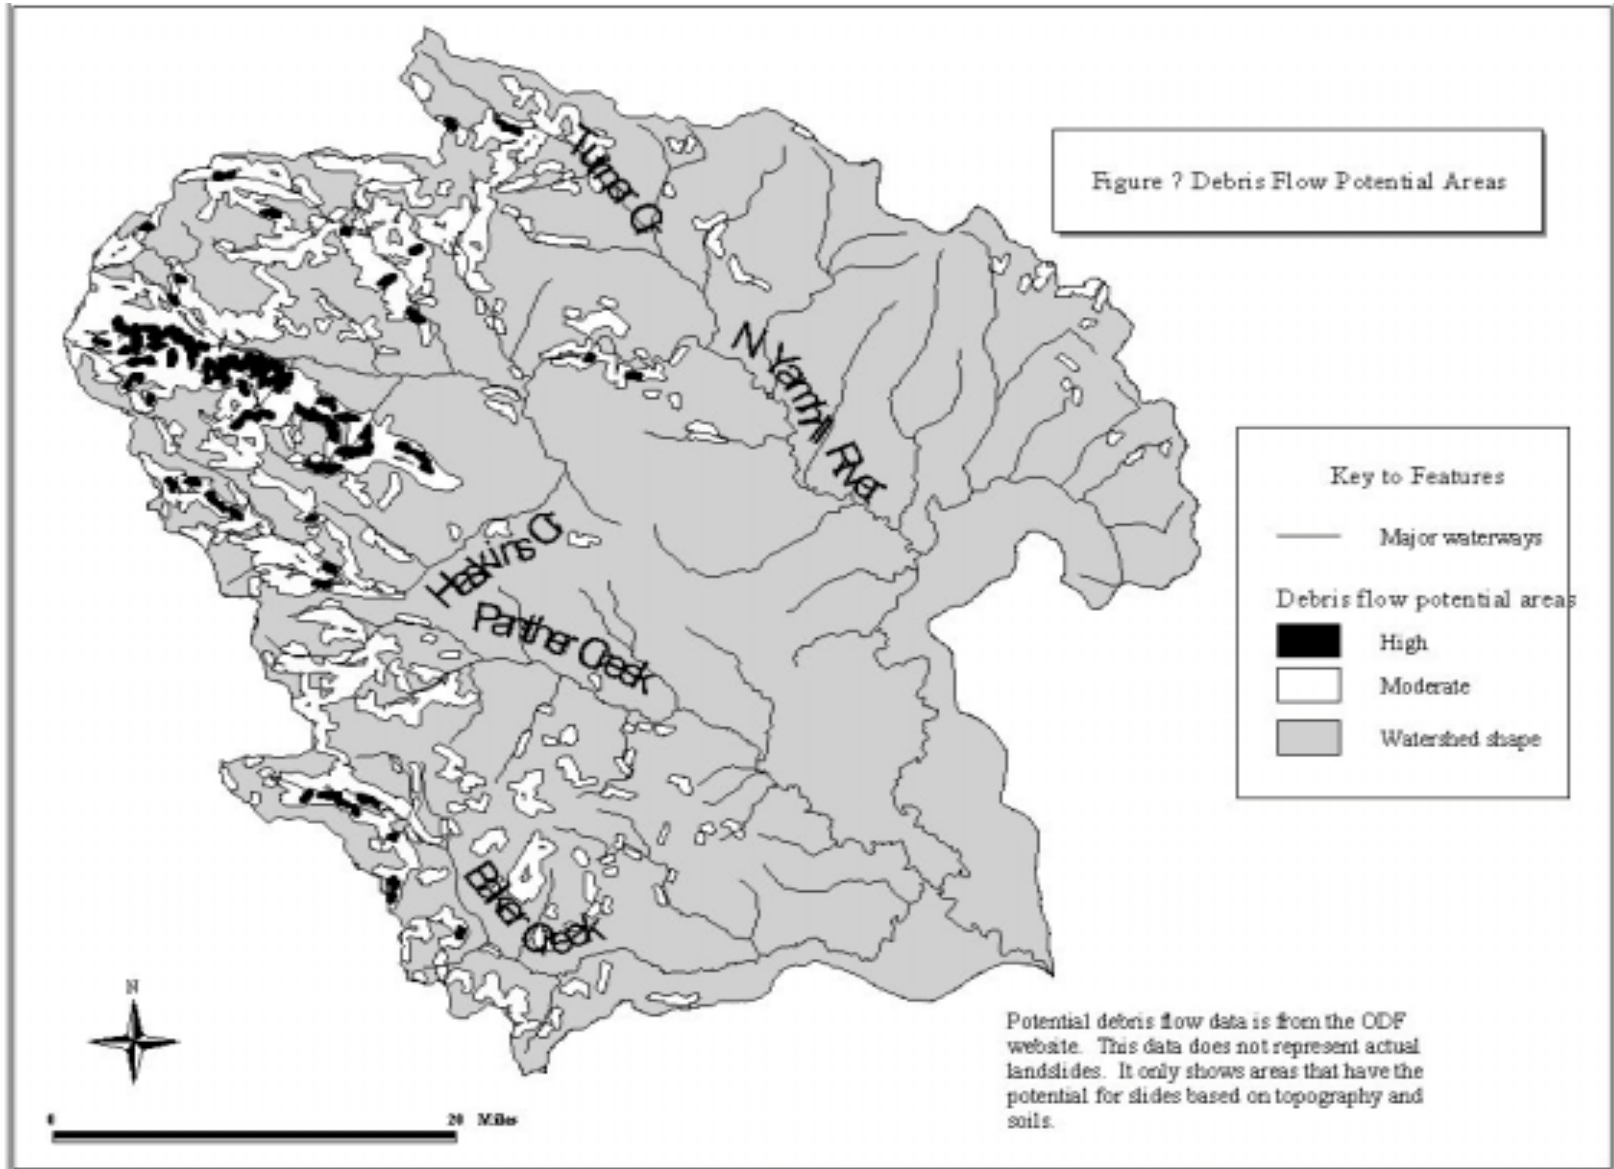 Figure ? Debris Flow Potential Areas
Turner Cr
N. Yamhill River
Haskins Cr
Panther Creek
Baker Creek
Key to Features
Major waterways
Debris flow potential areas
High
Moderate
Watershed shape
N
0 20 Miles
Potential debris flow data is from the ODF
website. This data does not represent actual
landslides. It only shows areas that have the
potential for slides based on topography and
soils.